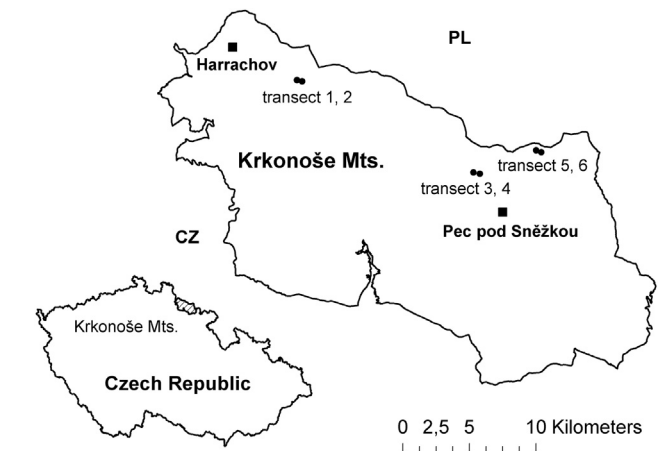 PL
Harrachov
transect 1, 2
Krkonoše Mts.
transect 5, 6
transect 3, 4
Pec pod Sněžkou
CZ
Krkonoše Mts.
Czech Republic
0 2,5 5 10 Kilometers